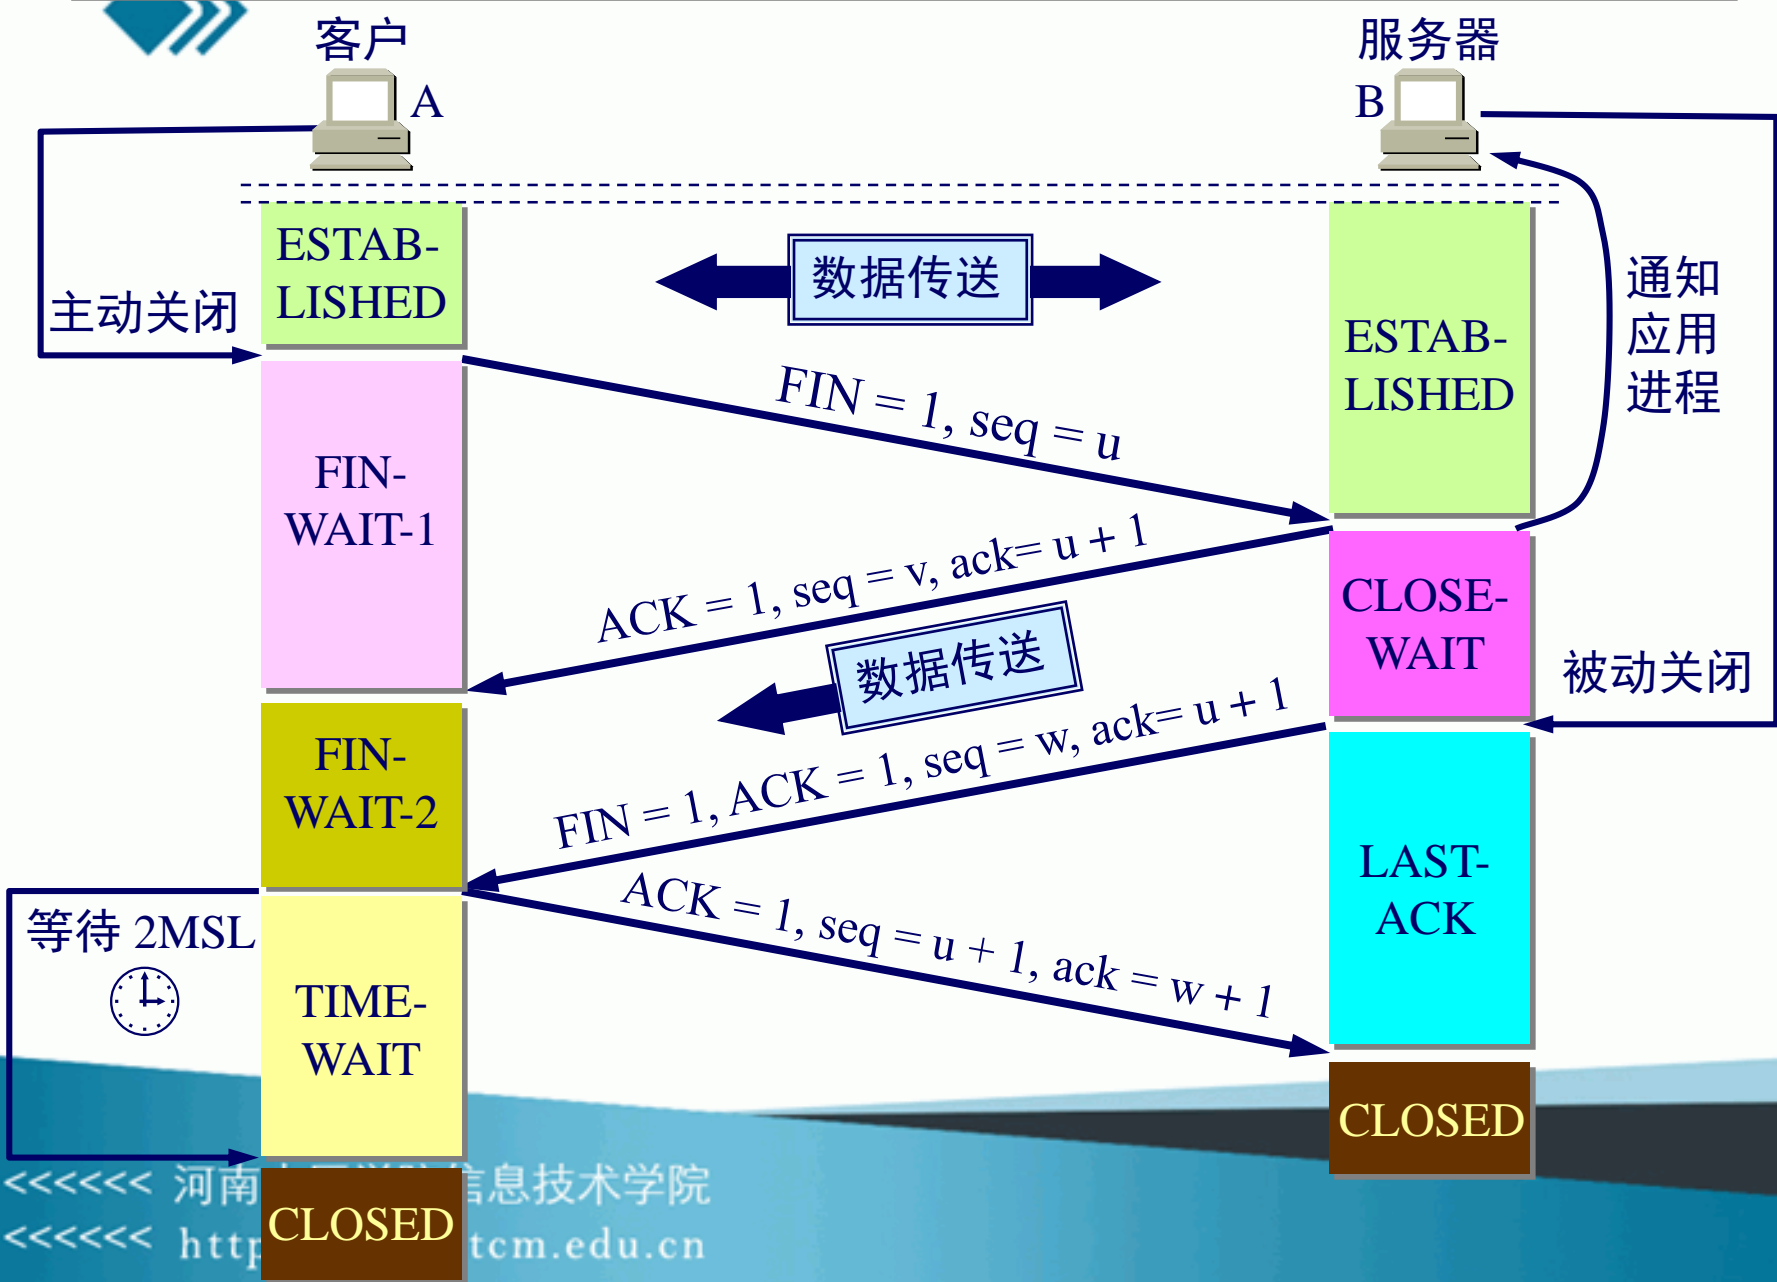 客户
服务器
A
B
ESTAB-
LISHED
数据传送
主动关闭
ESTAB-
LISHED
通知
应用
进程
FIN = 1, seq = u
FIN-
WAIT-1
ACK = 1, seq = v, ack= u + 1
CLOSE-
WAIT
数据传送
被动关闭
FIN-
WAIT-2
FIN = 1, ACK = 1, seq = w, ack= u + 1
LAST-
ACK
ACK = 1, seq = u + 1, ack = w + 1
等待 2MSL
TIME-
WAIT
CLOSED
<<<<<< 河南 信息技术学院
CLOSED
<<<<<< http tcm.edu.cn